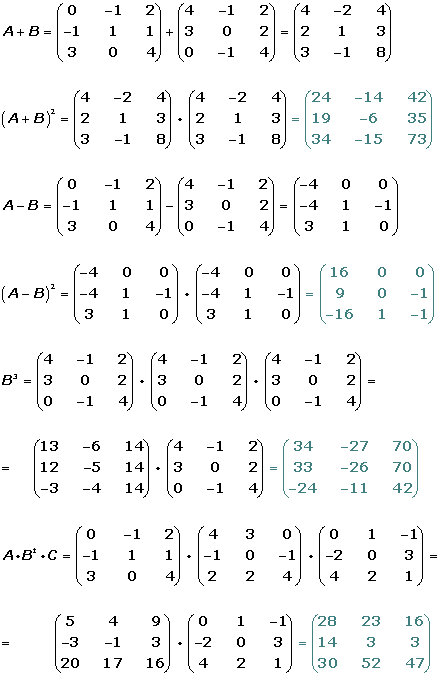 A + B = (0 −1 2; −1 1 1; 3 0 4) + (4 −1 2; 3 0 2; 0 −1 4) = (4 −2 4; 2 1 3; 3 −1 8)
(A + B)² = (4 −2 4; 2 1 3; 3 −1 8) · (4 −2 4; 2 1 3; 3 −1 8) = (24 −14 42; 19 −6 35; 34 −15 73)
A − B = (0 −1 2; −1 1 1; 3 0 4) − (4 −1 2; 3 0 2; 0 −1 4) = (−4 0 0; −4 1 −1; 3 1 0)
(A − B)² = (−4 0 0; −4 1 −1; 3 1 0) · (−4 0 0; −4 1 −1; 3 1 0) = (16 0 0; 9 0 −1; −16 1 −1)
B³ = (4 −1 2; 3 0 2; 0 −1 4) · (4 −1 2; 3 0 2; 0 −1 4) · (4 −1 2; 3 0 2; 0 −1 4) =
= (13 −6 14; 12 −5 14; −3 −4 14) · (4 −1 2; 3 0 2; 0 −1 4) = (34 −27 70; 33 −26 70; −24 −11 42)
A · Bᵗ · C = (0 −1 2; −1 1 1; 3 0 4) · (4 3 0; −1 0 −1; 2 2 4) · (0 1 −1; −2 0 3; 4 2 1) =
= (5 4 9; −3 −1 3; 20 17 16) · (0 1 −1; −2 0 3; 4 2 1) = (28 23 16; 14 3 3; 30 52 47)